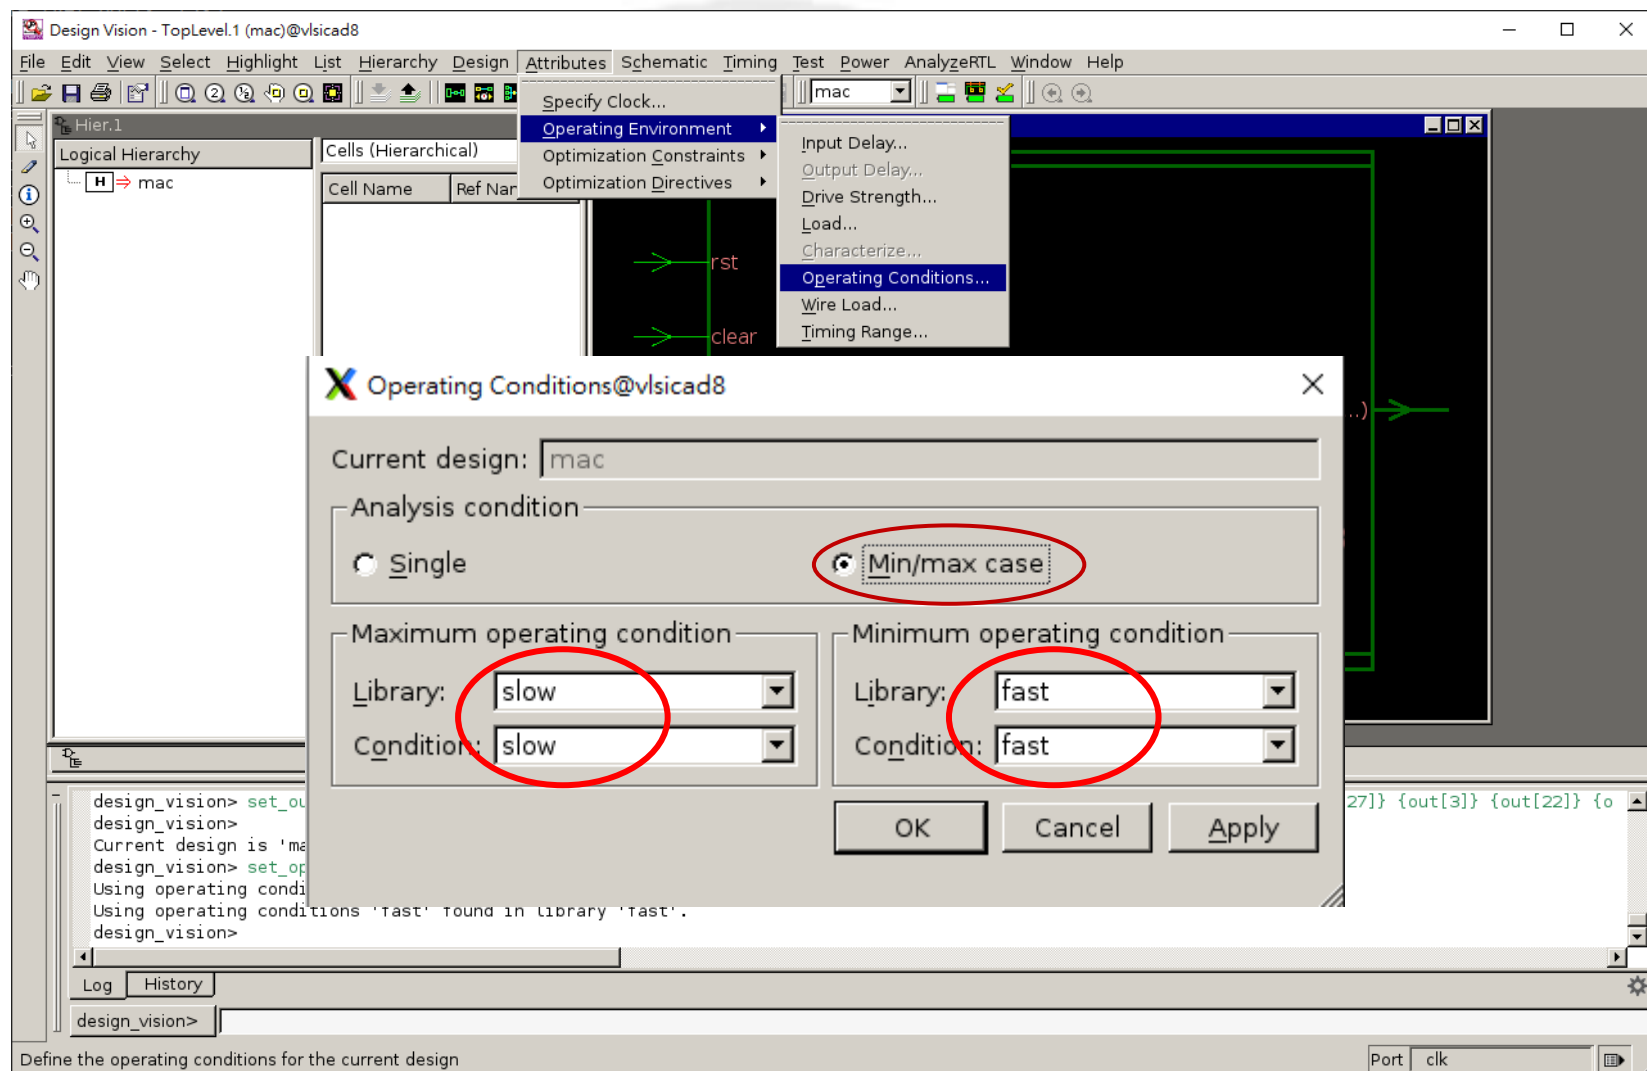 Design Vision - TopLevel.1 (mac)@vlsicad8
File Edit View Select Highlight List Hierarchy Design Attributes Schematic Timing Test Power AnalyzeRTL Window Help
mac
Specify Clock...
Operating Environment
Optimization Constraints
Optimization Directives
Input Delay...
Output Delay...
Drive Strength...
Load...
Characterize...
Operating Conditions...
Wire Load...
Timing Range...
Hier.1
Logical Hierarchy
H mac
Cells (Hierarchical)
Cell Name Ref Nar
rst
clear
..)
Operating Conditions@vlsicad8
Current design: mac
Analysis condition
Single Min/max case
Maximum operating condition
Library: slow
Condition: slow
Minimum operating condition
Library: fast
Condition: fast
OK Cancel Apply
design_vision> set_ou 27]} {out[3]} {out[22]} {o
design_vision>
Current design is 'ma
design_vision> set_op
Using operating condi
Using operating conditions 'fast' found in library 'fast'.
design_vision>
Log History
design_vision>
Define the operating conditions for the current design
Port clk